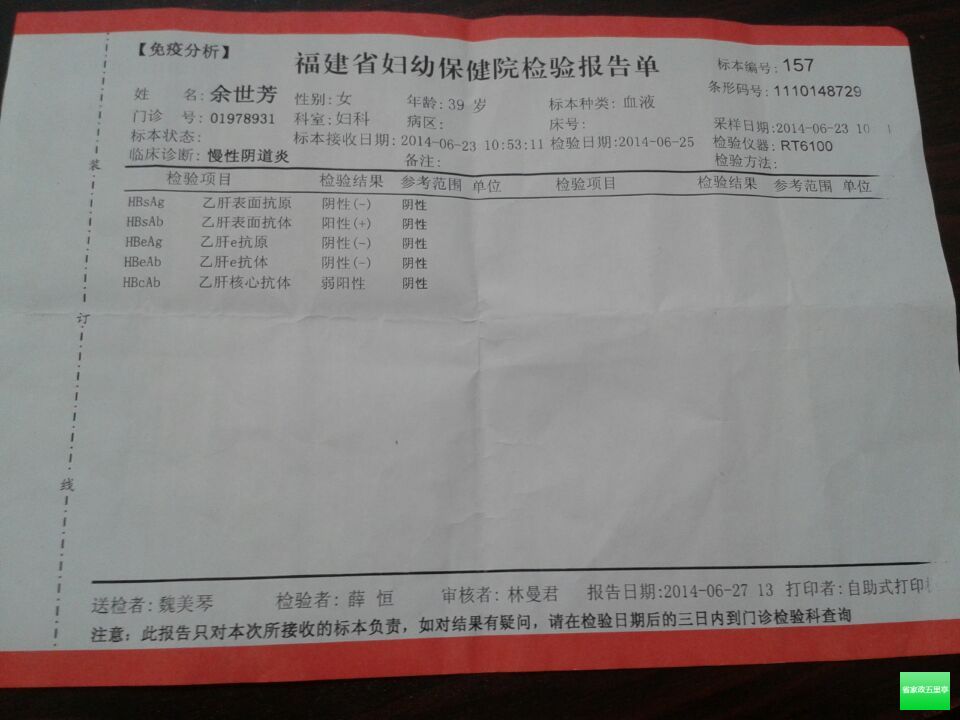 【免疫分析】
福建省妇幼保健院检验报告单
标本编号: 157
条形码号: 1110148729
姓 名: 余世芳 性别: 女 年龄: 39 岁 标本种类: 血液
门诊 号: 01978931 科室: 妇科 病区: 床号: 采样日期: 2014-06-23 10
标本状态: 标本接收日期: 2014-06-23 10:53:11 检验日期: 2014-06-25 检验仪器: RT6100
临床诊断: 慢性阴道炎 备注: 检验方法:
检验项目 检验结果 参考范围 单位 检验项目 检验结果 参考范围 单位
HBsAg 乙肝表面抗原 阴性(-) 阴性
HBsAb 乙肝表面抗体 阳性(+) 阴性
HBeAg 乙肝e抗原 阴性(-) 阴性
HBeAb 乙肝e抗体 阴性(-) 阴性
HBcAb 乙肝核心抗体 弱阳性 阴性
装
订
线
送检者: 魏美琴 检验者: 薛 恒 审核者: 林曼君 报告日期: 2014-06-27 13 打印者: 自助式打印
注意: 此报告只对本次所接收的标本负责, 如对结果有疑问, 请在检验日期后的三日内到门诊检验科查询
省家政五里亭